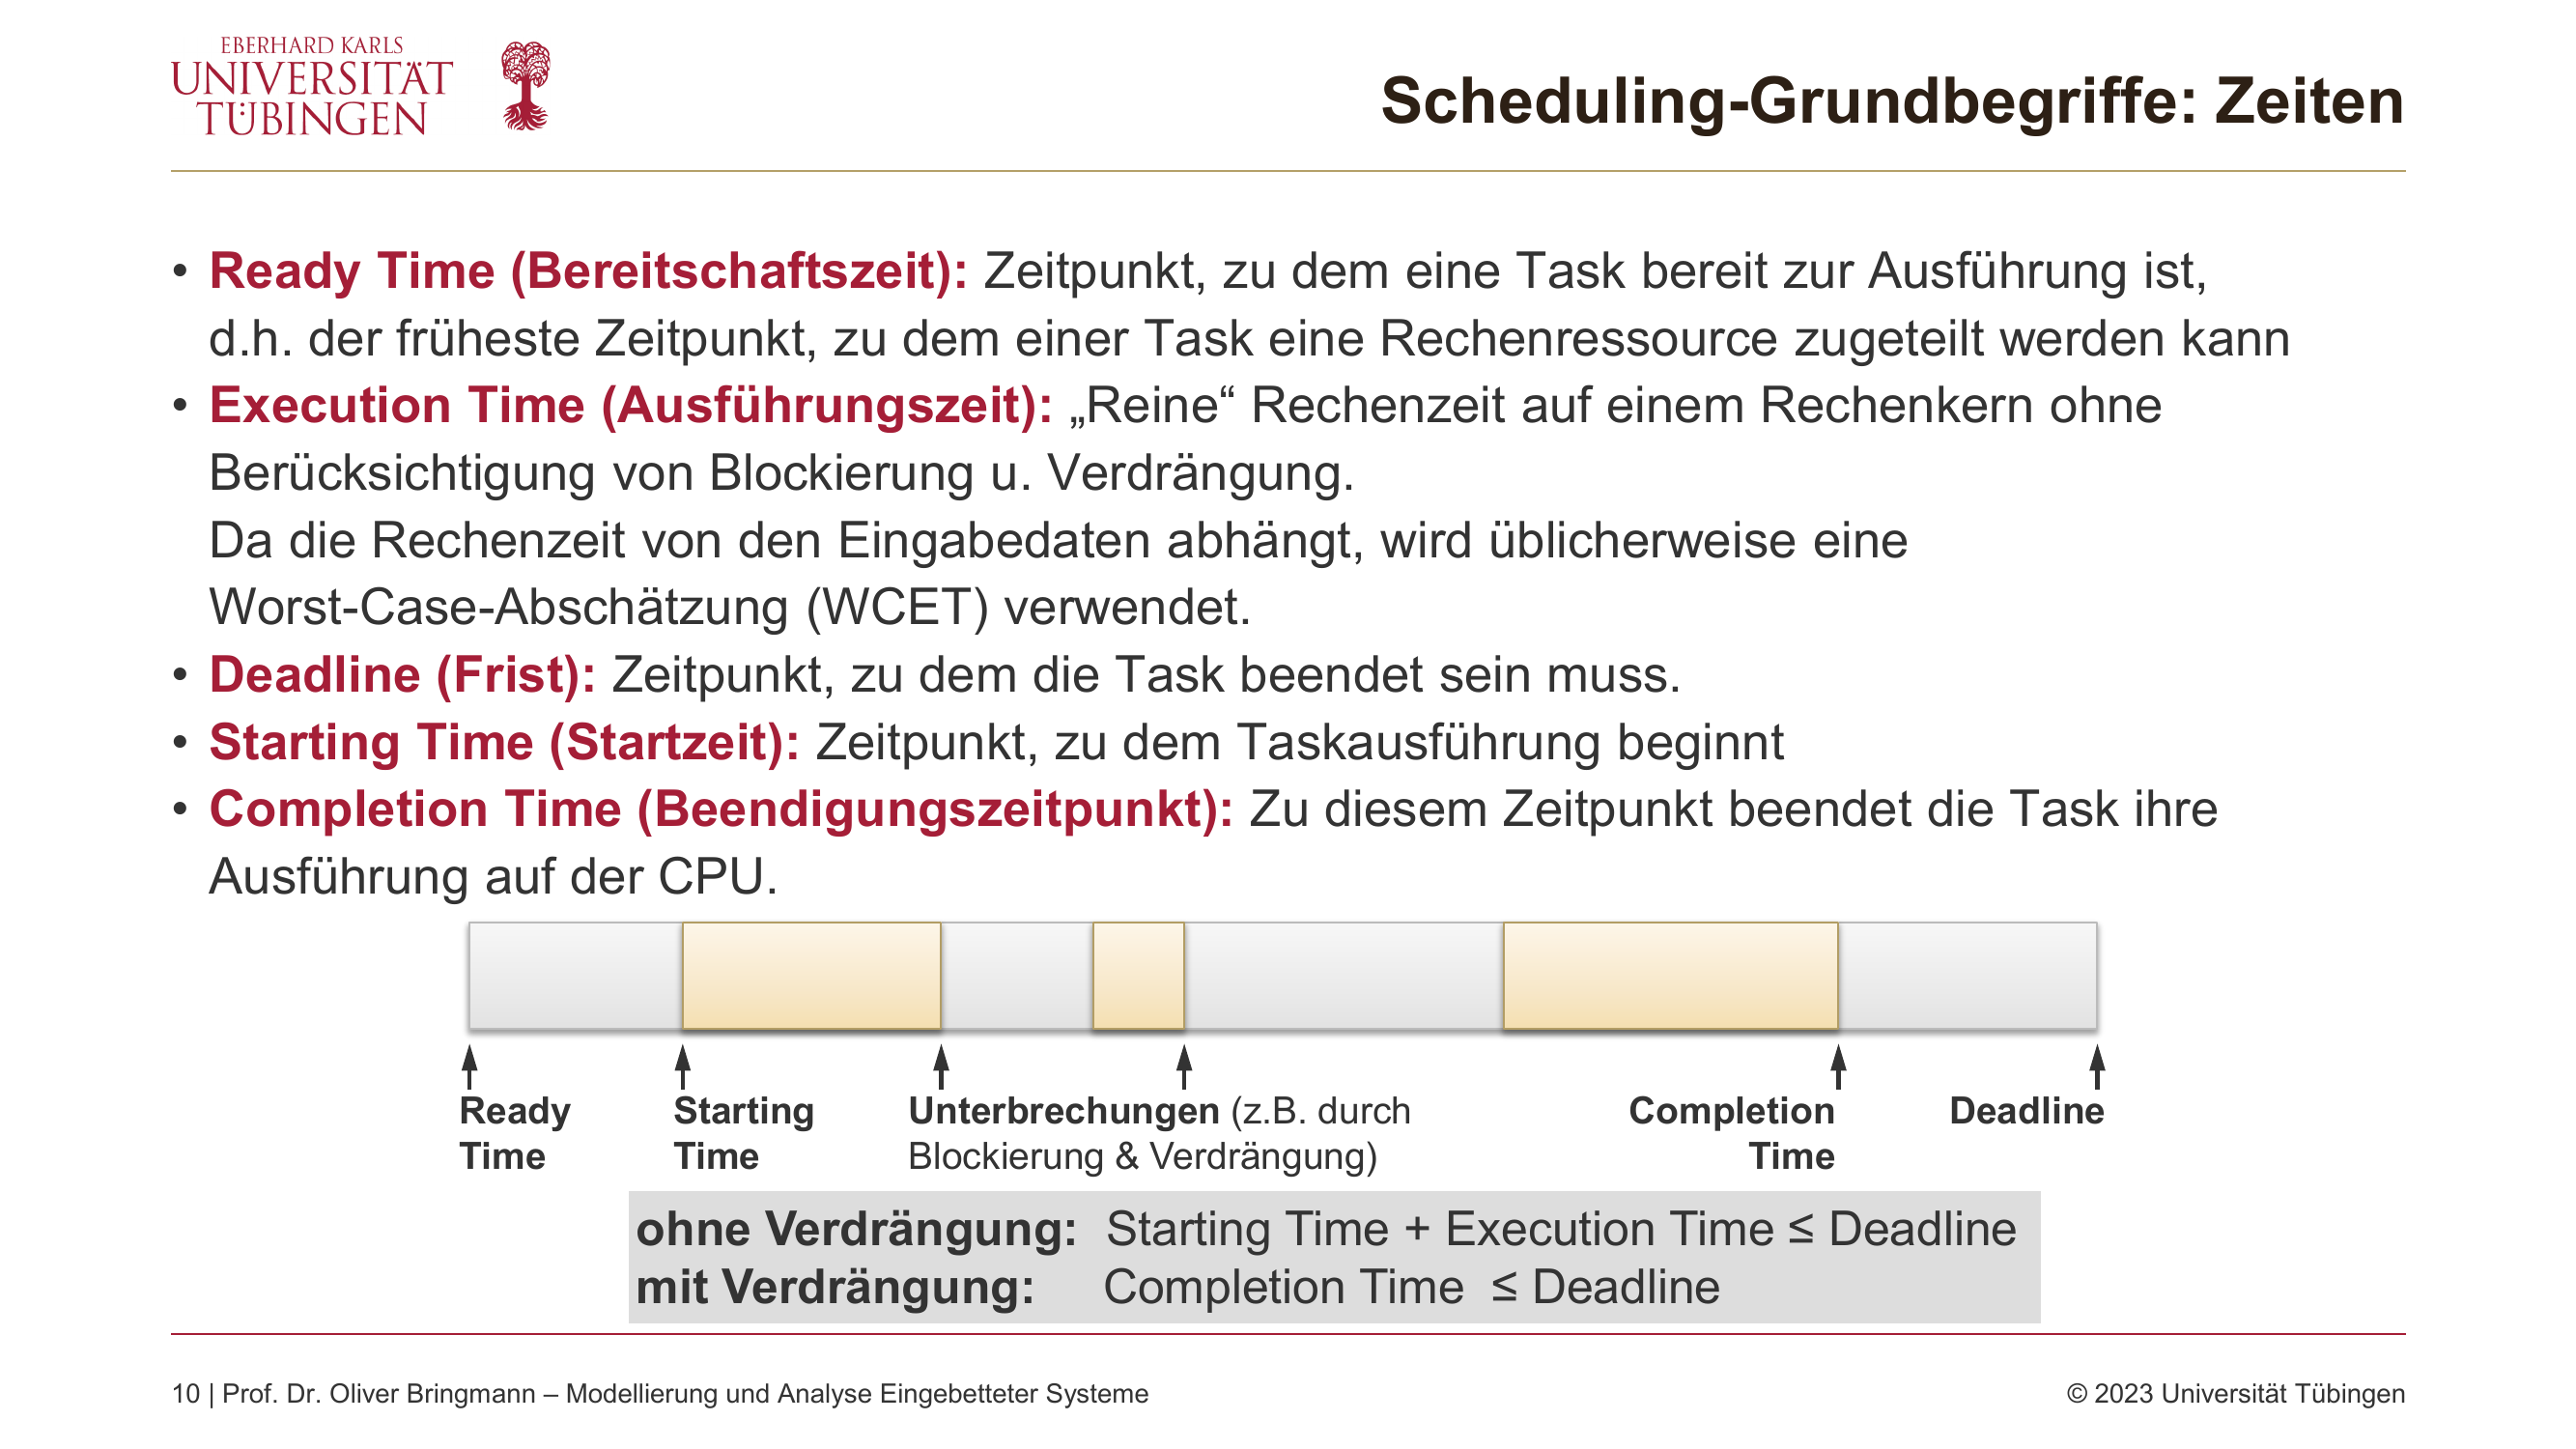 EBERHARD KARLS
UNIVERSITÄT
TÜBINGEN
Scheduling-Grundbegriffe: Zeiten
• Ready Time (Bereitschaftszeit): Zeitpunkt, zu dem eine Task bereit zur Ausführung ist,
d.h. der früheste Zeitpunkt, zu dem einer Task eine Rechenressource zugeteilt werden kann
• Execution Time (Ausführungszeit): „Reine“ Rechenzeit auf einem Rechenkern ohne
Berücksichtigung von Blockierung u. Verdrängung.
Da die Rechenzeit von den Eingabedaten abhängt, wird üblicherweise eine
Worst-Case-Abschätzung (WCET) verwendet.
• Deadline (Frist): Zeitpunkt, zu dem die Task beendet sein muss.
• Starting Time (Startzeit): Zeitpunkt, zu dem Taskausführung beginnt
• Completion Time (Beendigungszeitpunkt): Zu diesem Zeitpunkt beendet die Task ihre
Ausführung auf der CPU.
Ready
Time
Starting
Time
Unterbrechungen (z.B. durch
Blockierung & Verdrängung)
Completion
Time
Deadline
ohne Verdrängung: Starting Time + Execution Time ≤ Deadline
mit Verdrängung: Completion Time ≤ Deadline
10 | Prof. Dr. Oliver Bringmann – Modellierung und Analyse Eingebetteter Systeme
© 2023 Universität Tübingen